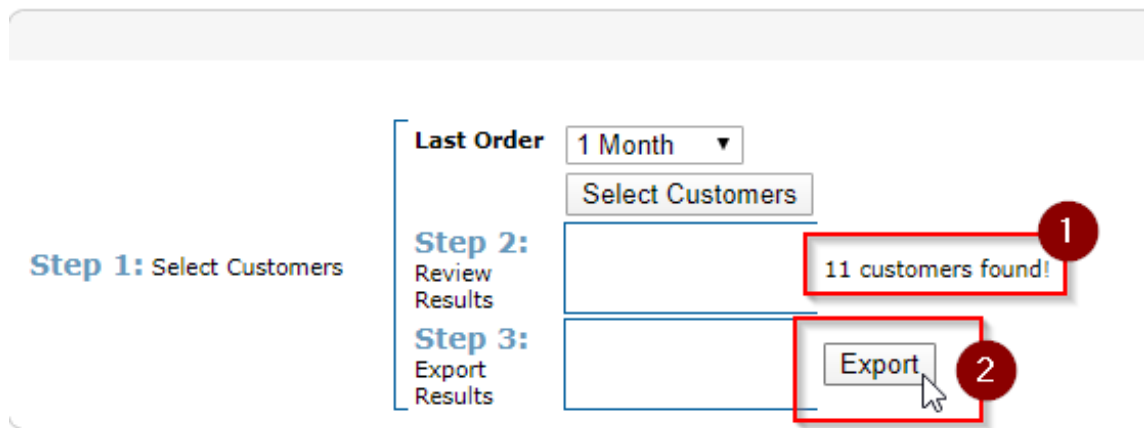 Last Order 1 Month
Select Customers
Step 1: Select Customers
Step 2:
Review
Results
11 customers found!
1
Step 3:
Export
Results
Export
2